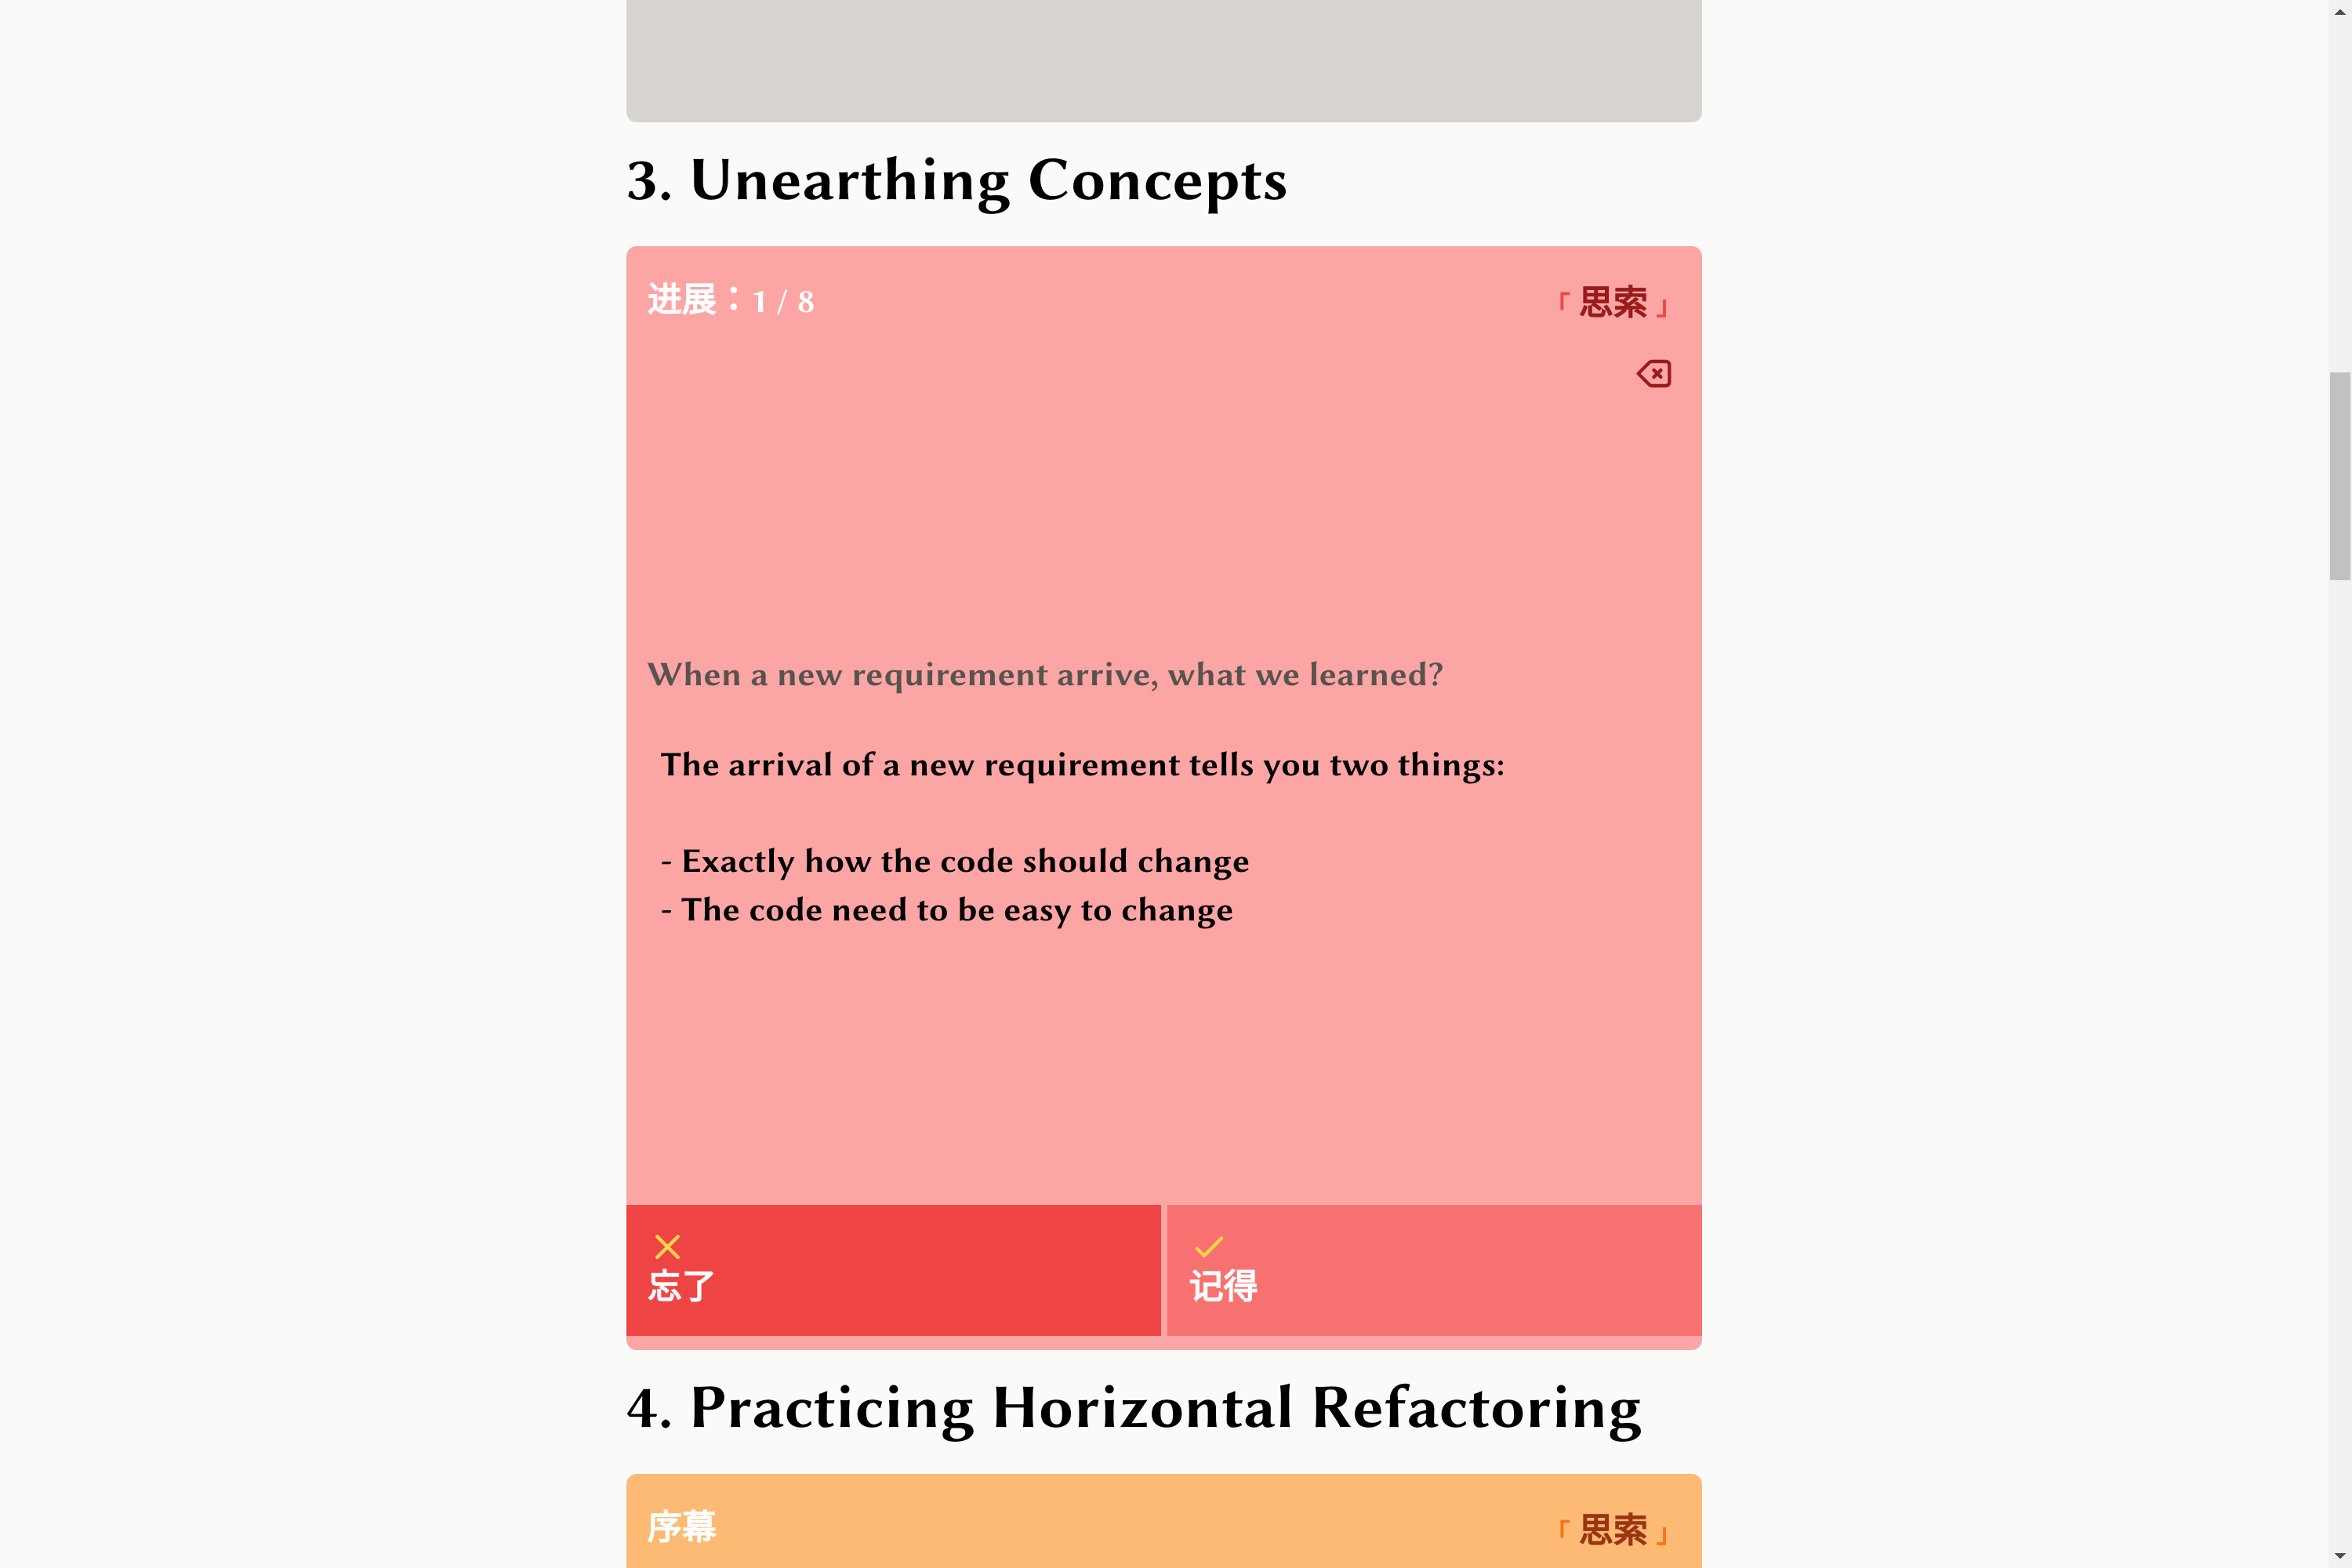 3. Unearthing Concepts
进展：1 / 8
「 思索 」
When a new requirement arrive, what we learned?
The arrival of a new requirement tells you two things:
- Exactly how the code should change
- The code need to be easy to change
忘了
记得
4. Practicing Horizontal Refactoring
序幕
「 思索 」